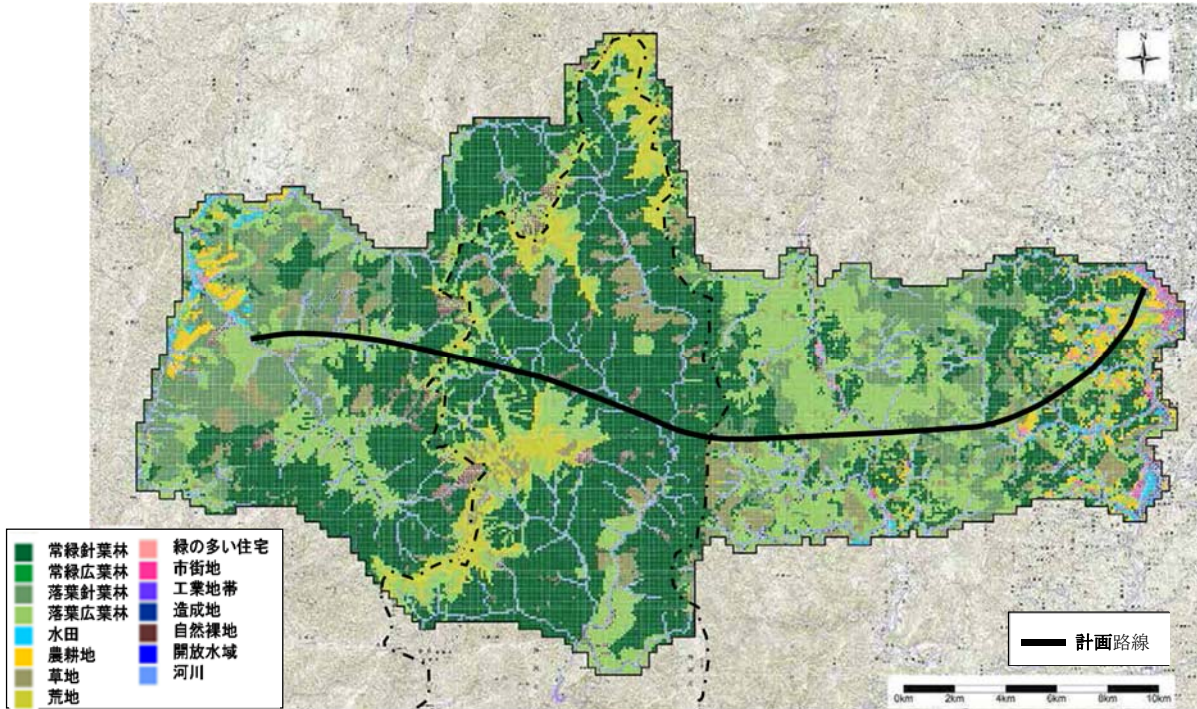 N
常緑針葉林
常緑広葉林
落葉針葉林
落葉広葉林
水田
農耕地
草地
荒地
緑の多い住宅
市街地
工業地帯
造成地
自然裸地
開放水域
河川
計画路線
0km 2km 4km 6km 8km 10km